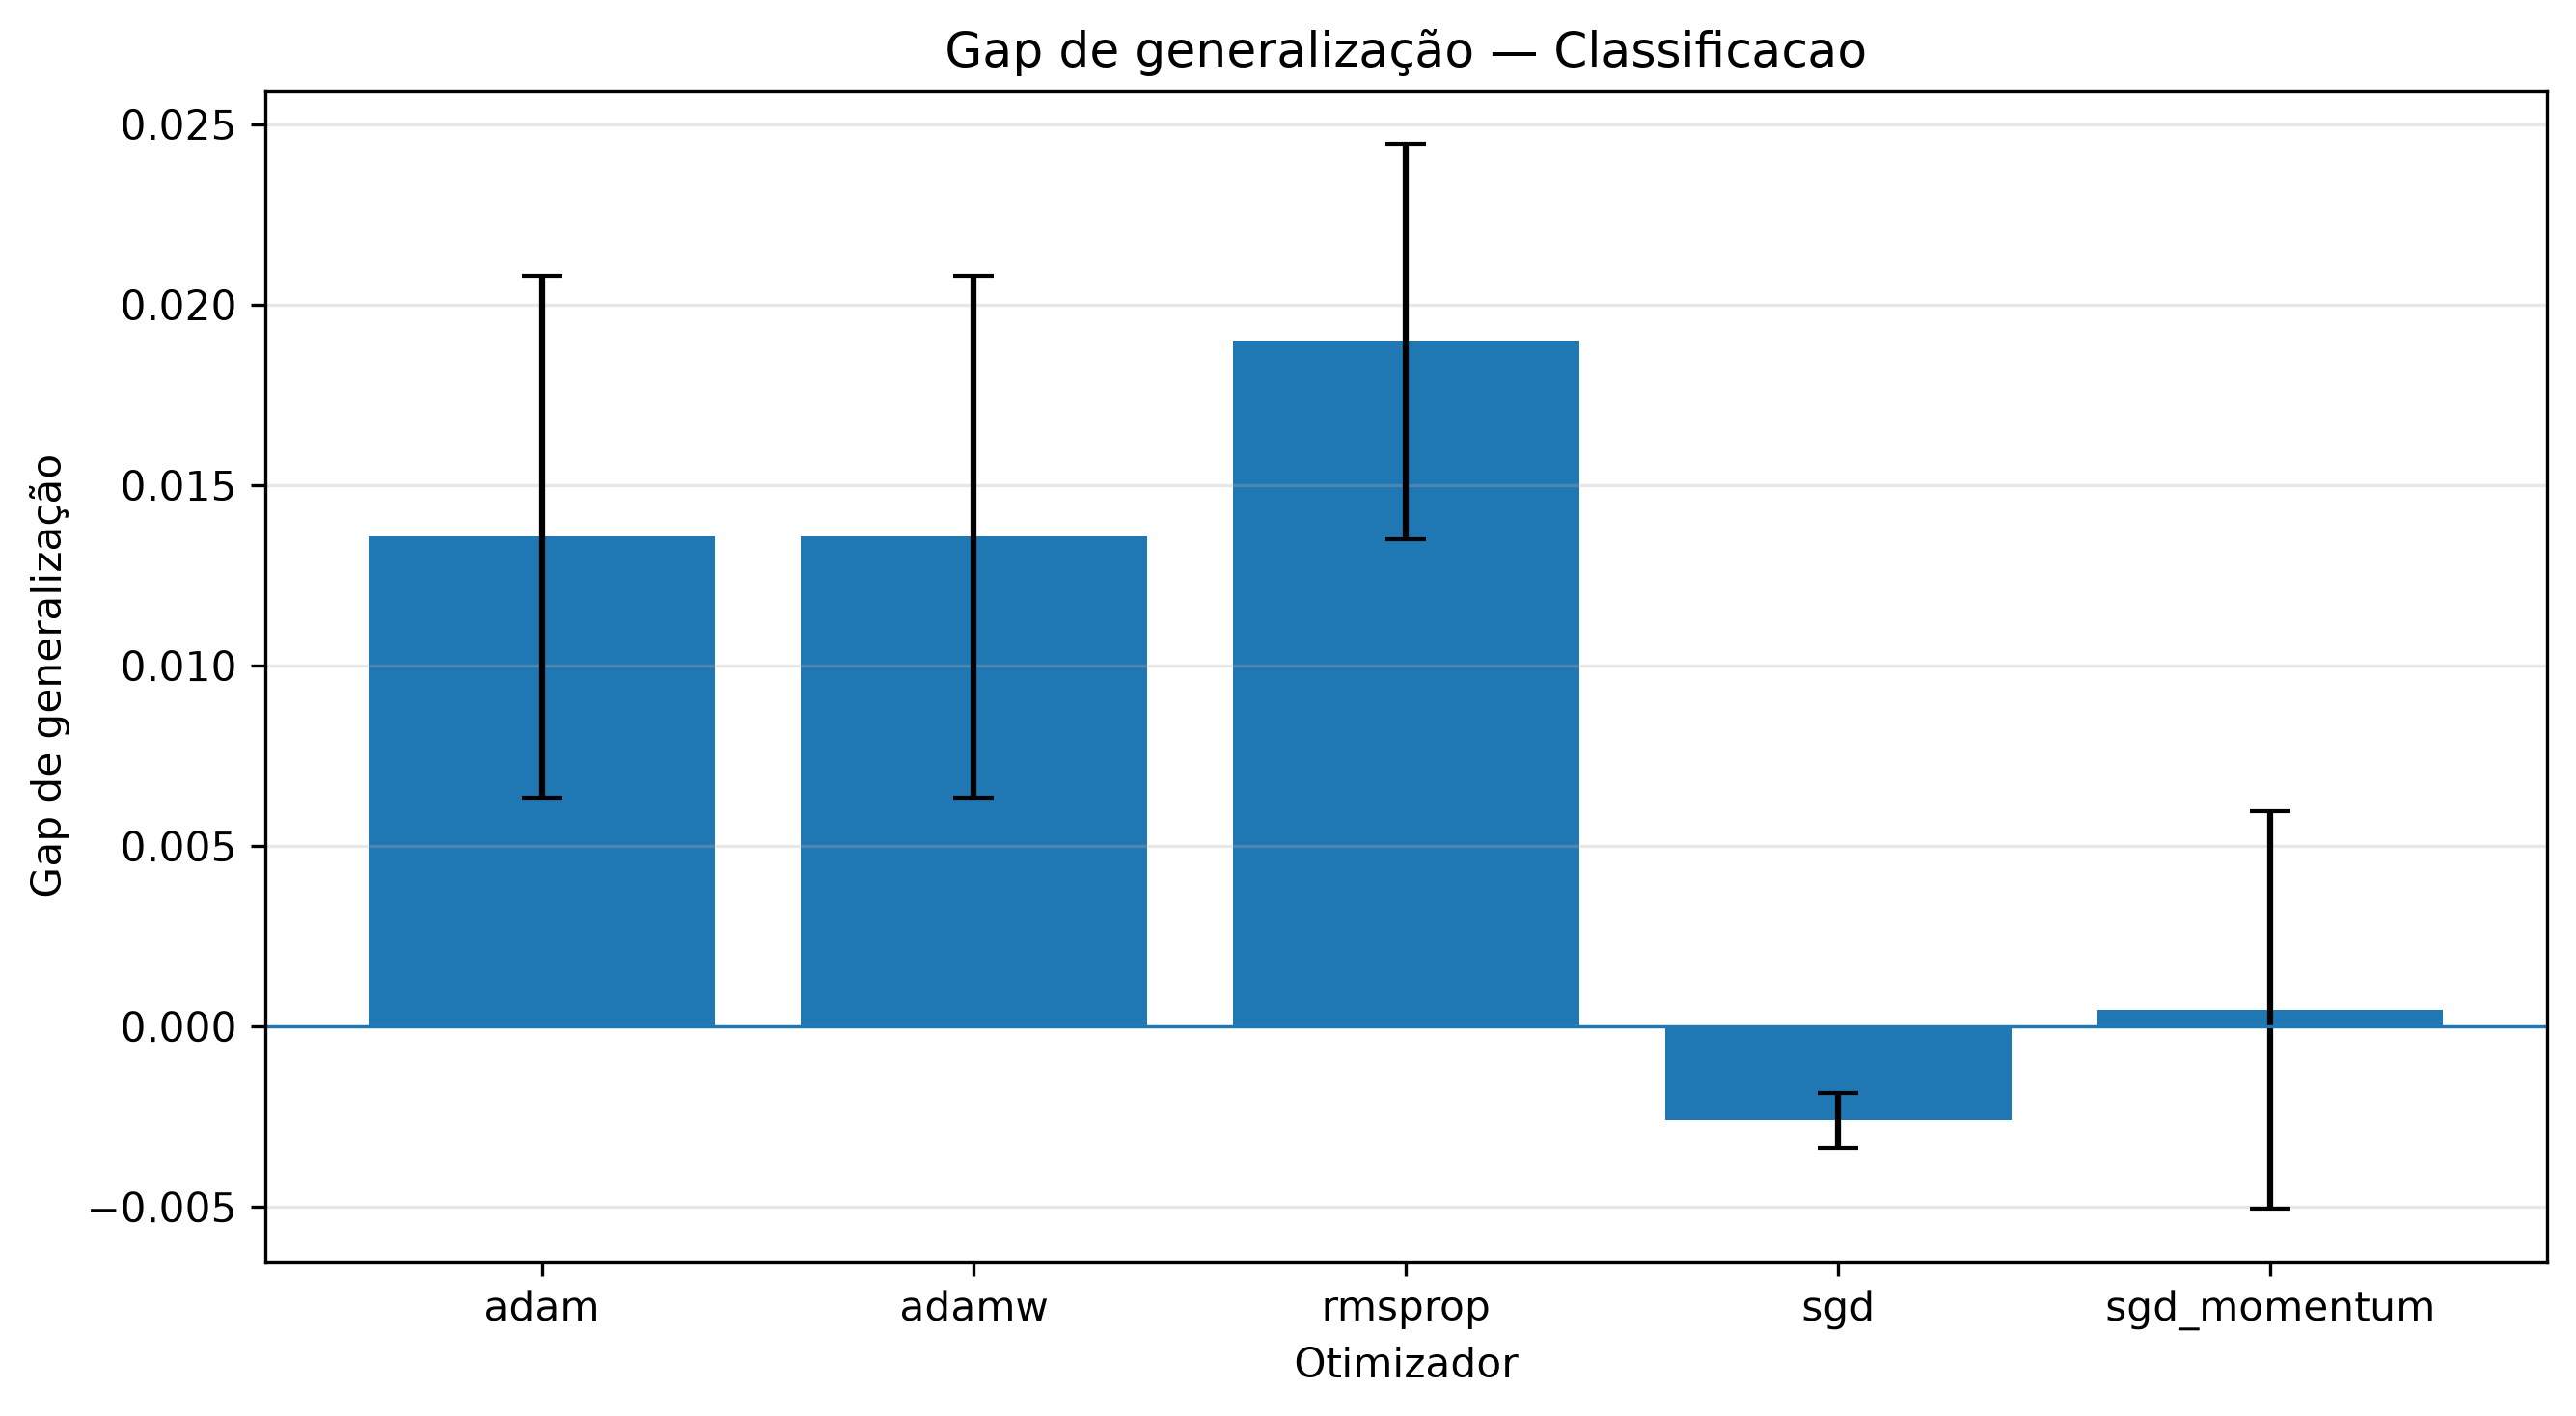 Gap de generalização — Classificacao
Gap de generalização
0.025
0.020
0.015
0.010
0.005
0.000
−0.005
adam adamw rmsprop sgd sgd_momentum
Otimizador